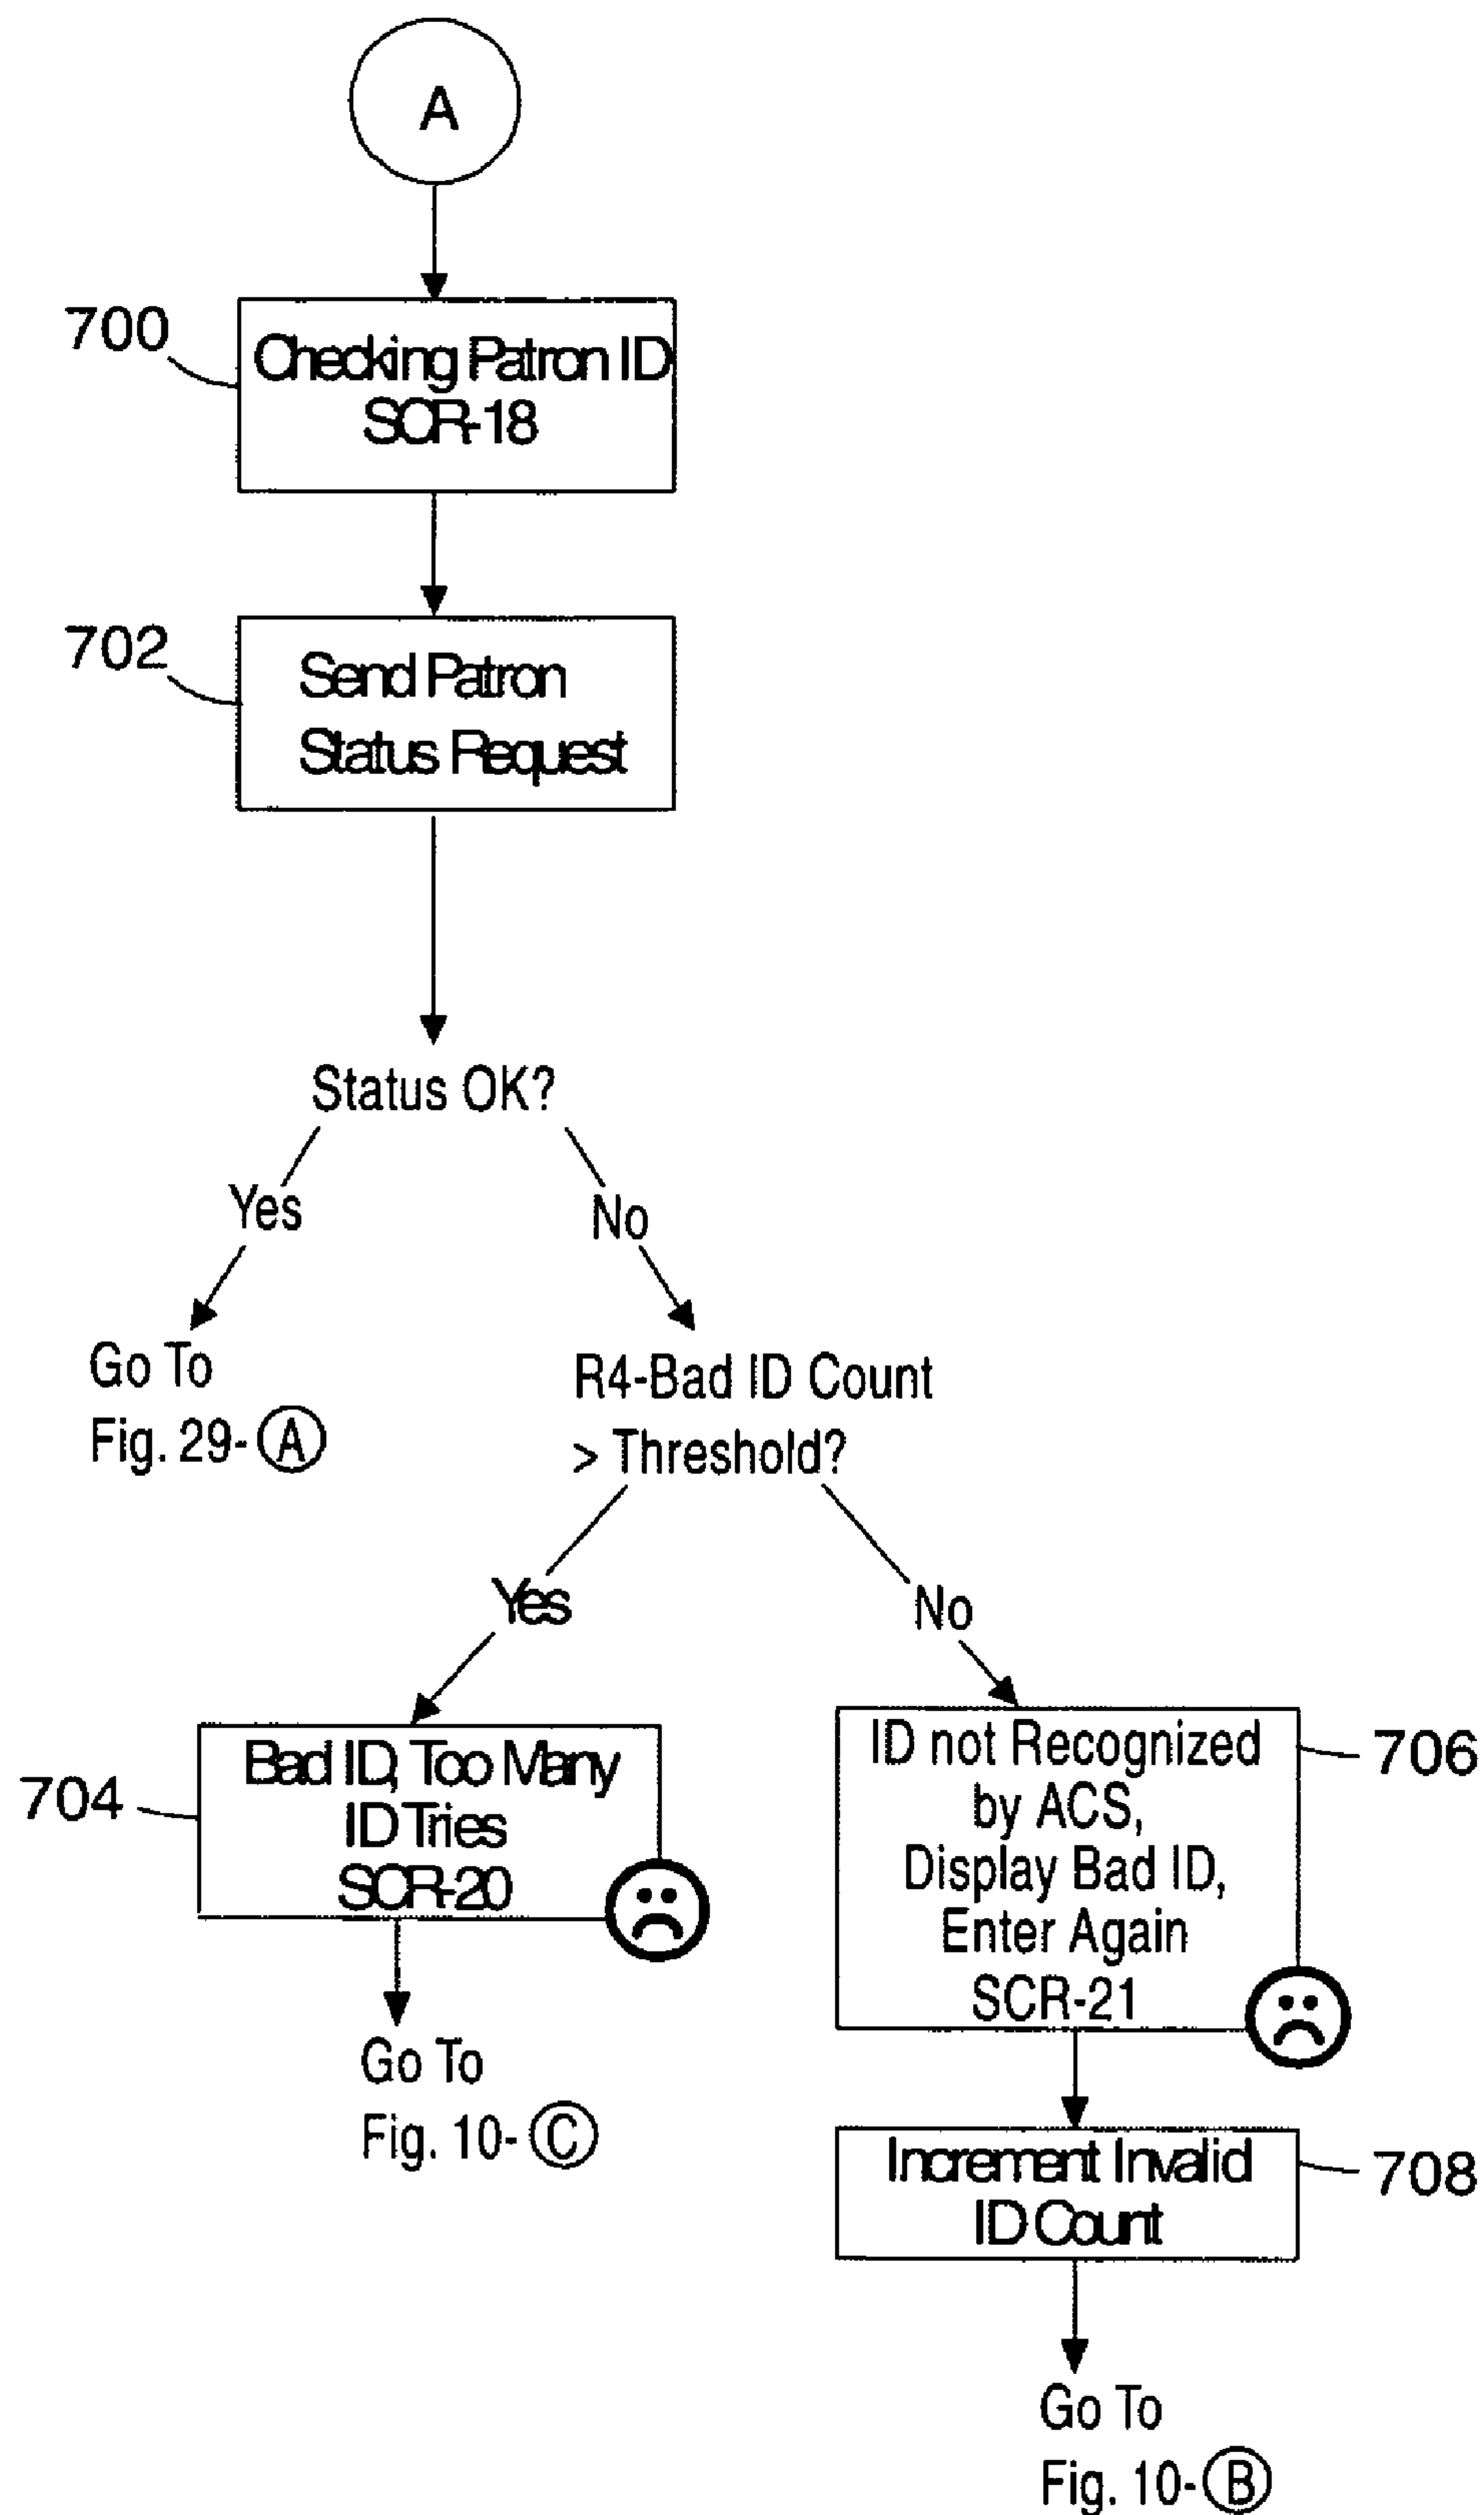 A
700
Checking Patron ID
SCR-18
702
Send Patron
Status Request
Status OK?
Yes
No
Go To
Fig. 29-A
R4-Bad ID Count
> Threshold?
Yes
No
704
Bad ID, Too Many
ID Tries
SCR-20
706
ID not Recognized
by ACS,
Display Bad ID,
Enter Again
SCR-21
Go To
Fig. 10-C
708
Increment Invalid
ID Count
Go To
Fig. 10-B